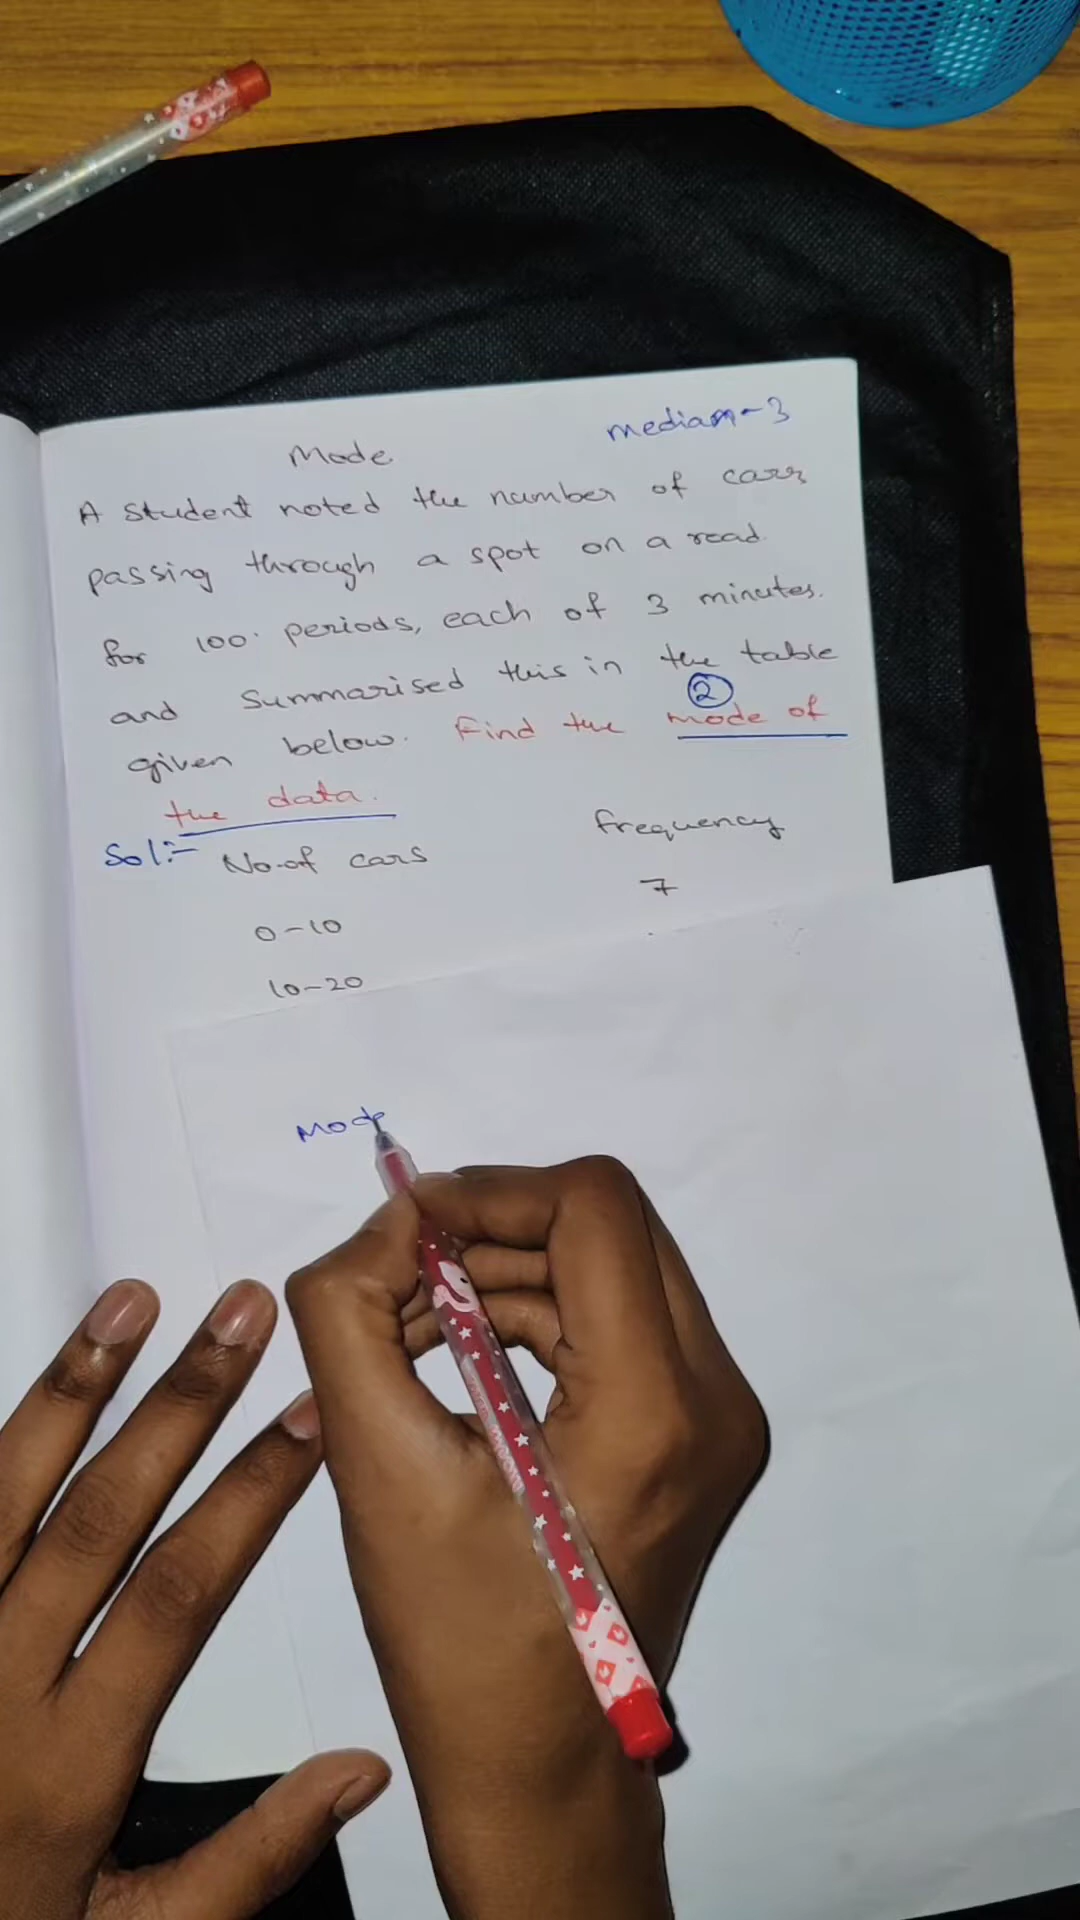 Mode
median-3
A student noted the number of cars
passing through a spot on a road
for 100 periods, each of 3 minutes.
and summarised this in the table
2
given below. Find the mode of
the data.
Sol:-
No.of cars
frequency
0-10
7
10-20
Mode